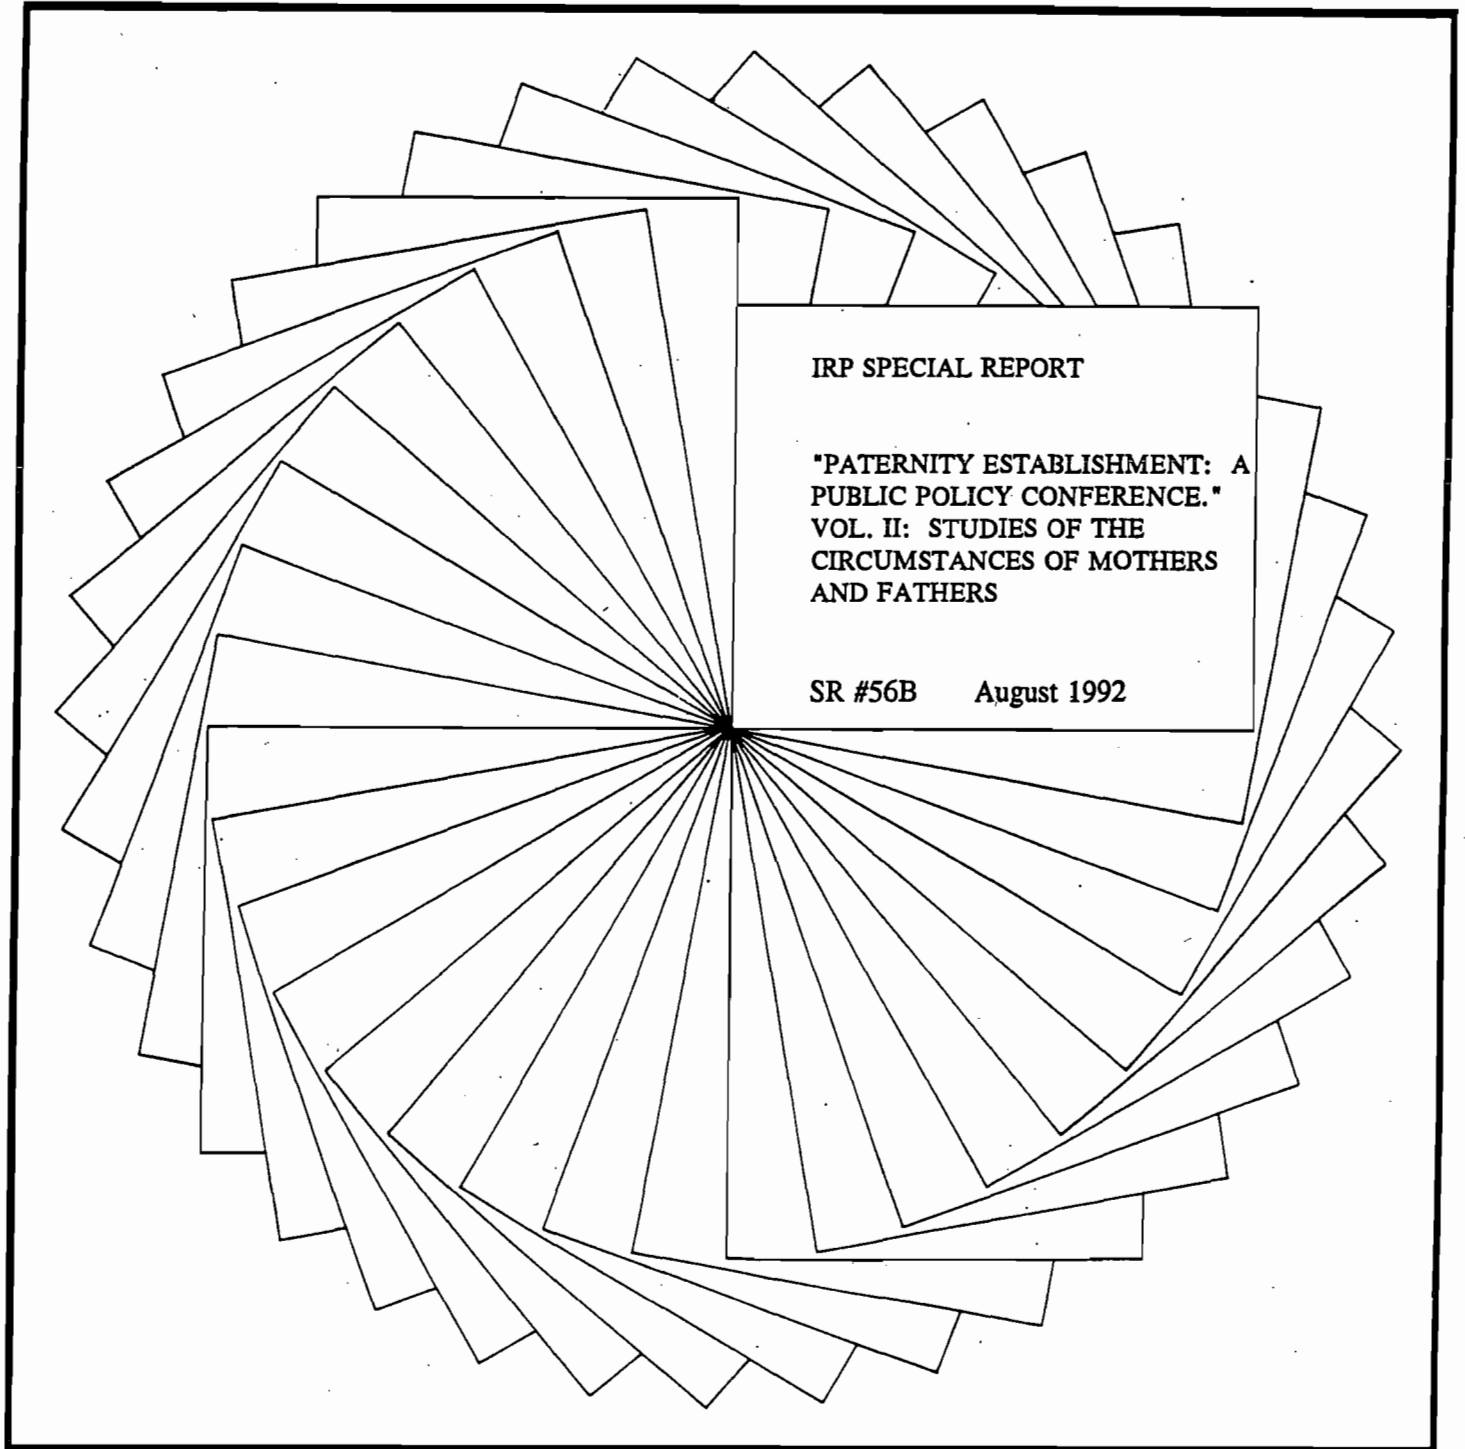 IRP SPECIAL REPORT
"PATERNITY ESTABLISHMENT: A
PUBLIC POLICY CONFERENCE."
VOL. II: STUDIES OF THE
CIRCUMSTANCES OF MOTHERS
AND FATHERS
SR #56B August 1992